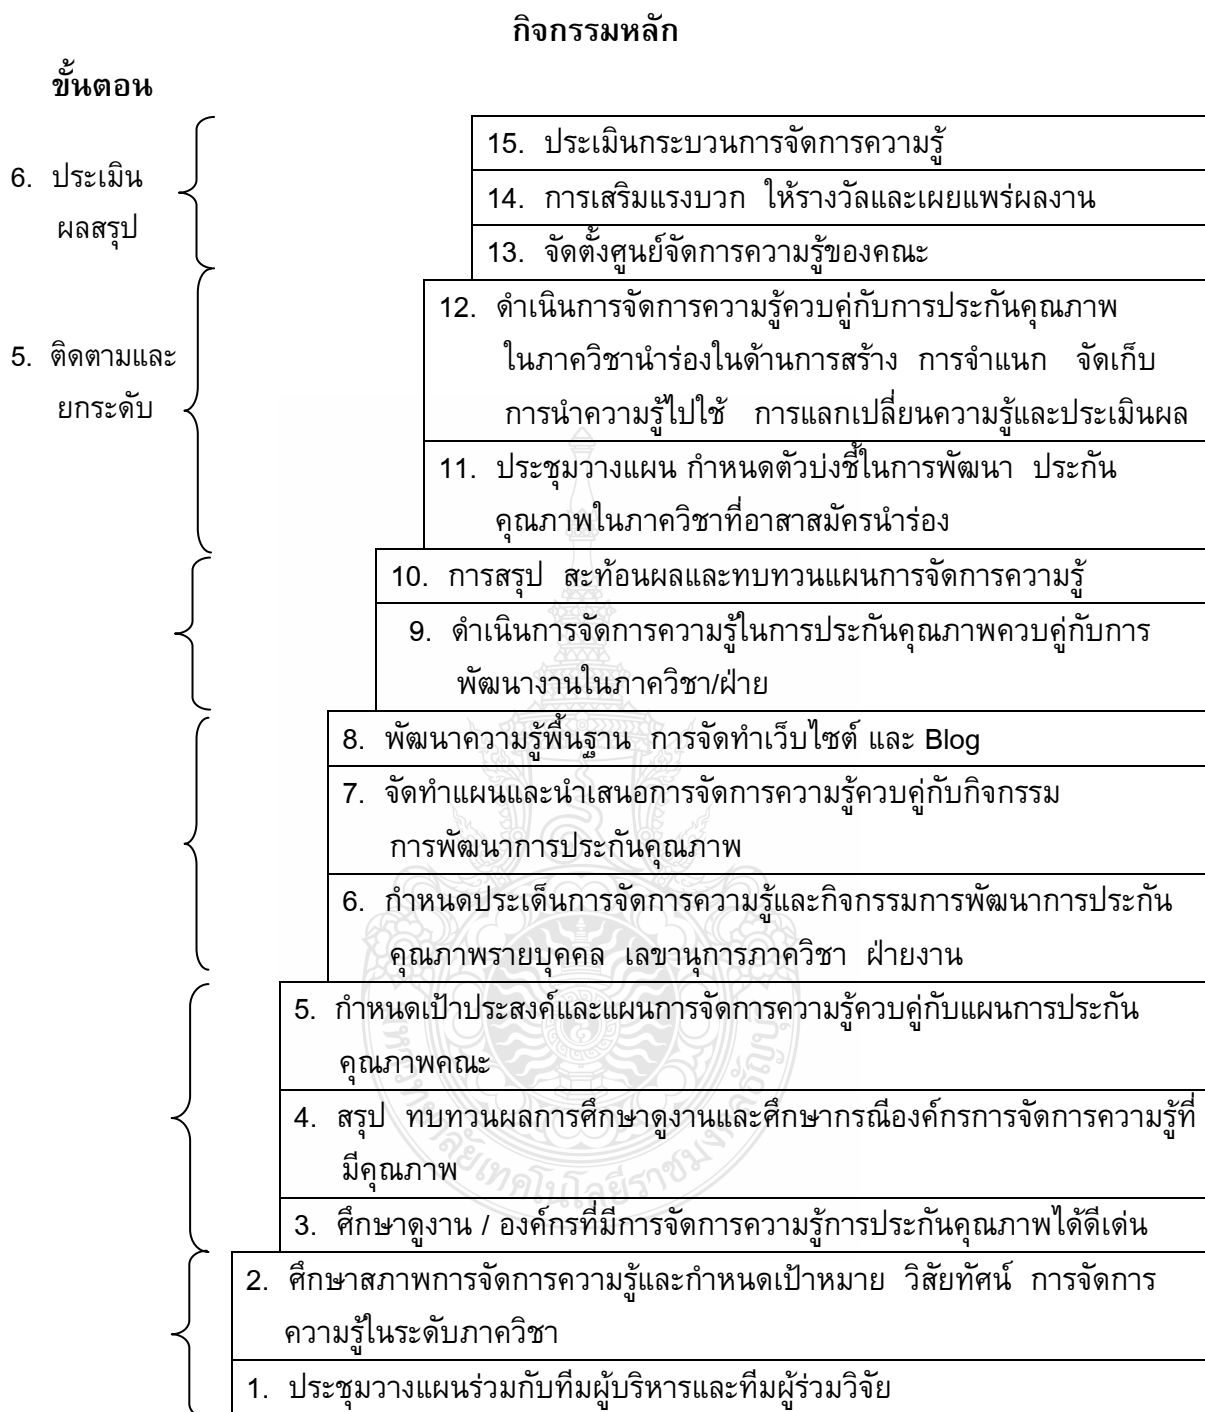 กิจกรรมหลัก
ขั้นตอน
15. ประเมินกระบวนการจัดการความรู้
6. ประเมิน
ผลสรุป
14. การเสริมแรงบวก ให้รางวัลและเผยแพร่ผลงาน
13. จัดตั้งศูนย์จัดการความรู้ของคณะ
12. ดำเนินการจัดการความรู้ควบคู่กับการประกันคุณภาพ
ในภาควิชานำร่องในด้านการสร้าง การจำแนก จัดเก็บ
การนำความรู้ไปใช้ การแลกเปลี่ยนความรู้และประเมินผล
5. ติดตามและ
ยกระดับ
11. ประชุมวางแผน กำหนดตัวบ่งชี้ในการพัฒนา ประกัน
คุณภาพในภาควิชาที่อาสาสมัครนำร่อง
10. การสรุป สะท้อนผลและทบทวนแผนการจัดการความรู้
9. ดำเนินการจัดการความรู้ในการประกันคุณภาพควบคู่กับการ
พัฒนางานในภาควิชา/ฝ่าย
8. พัฒนาความรู้พื้นฐาน การจัดทำเว็บไซต์ และ Blog
7. จัดทำแผนและนำเสนอการจัดการความรู้ควบคู่กับกิจกรรม
การพัฒนาการประกันคุณภาพ
6. กำหนดประเด็นการจัดการความรู้และกิจกรรมการพัฒนาการประกัน
คุณภาพรายบุคคล เลขานุการภาควิชา ฝ่ายงาน
5. กำหนดเป้าประสงค์และแผนการจัดการความรู้ควบคู่กับแผนการประกัน
คุณภาพคณะ
4. สรุป ทบทวนผลการศึกษาดูงานและศึกษากรณีองค์กรการจัดการความรู้ที่
มีคุณภาพ
3. ศึกษาดูงาน / องค์กรที่มีการจัดการความรู้การประกันคุณภาพได้ดีเด่น
2. ศึกษาสภาพการจัดการความรู้และกำหนดเป้าหมาย วิสัยทัศน์ การจัดการ
ความรู้ในระดับภาควิชา
1. ประชุมวางแผนร่วมกับทีมผู้บริหารและทีมผู้ร่วมวิจัย